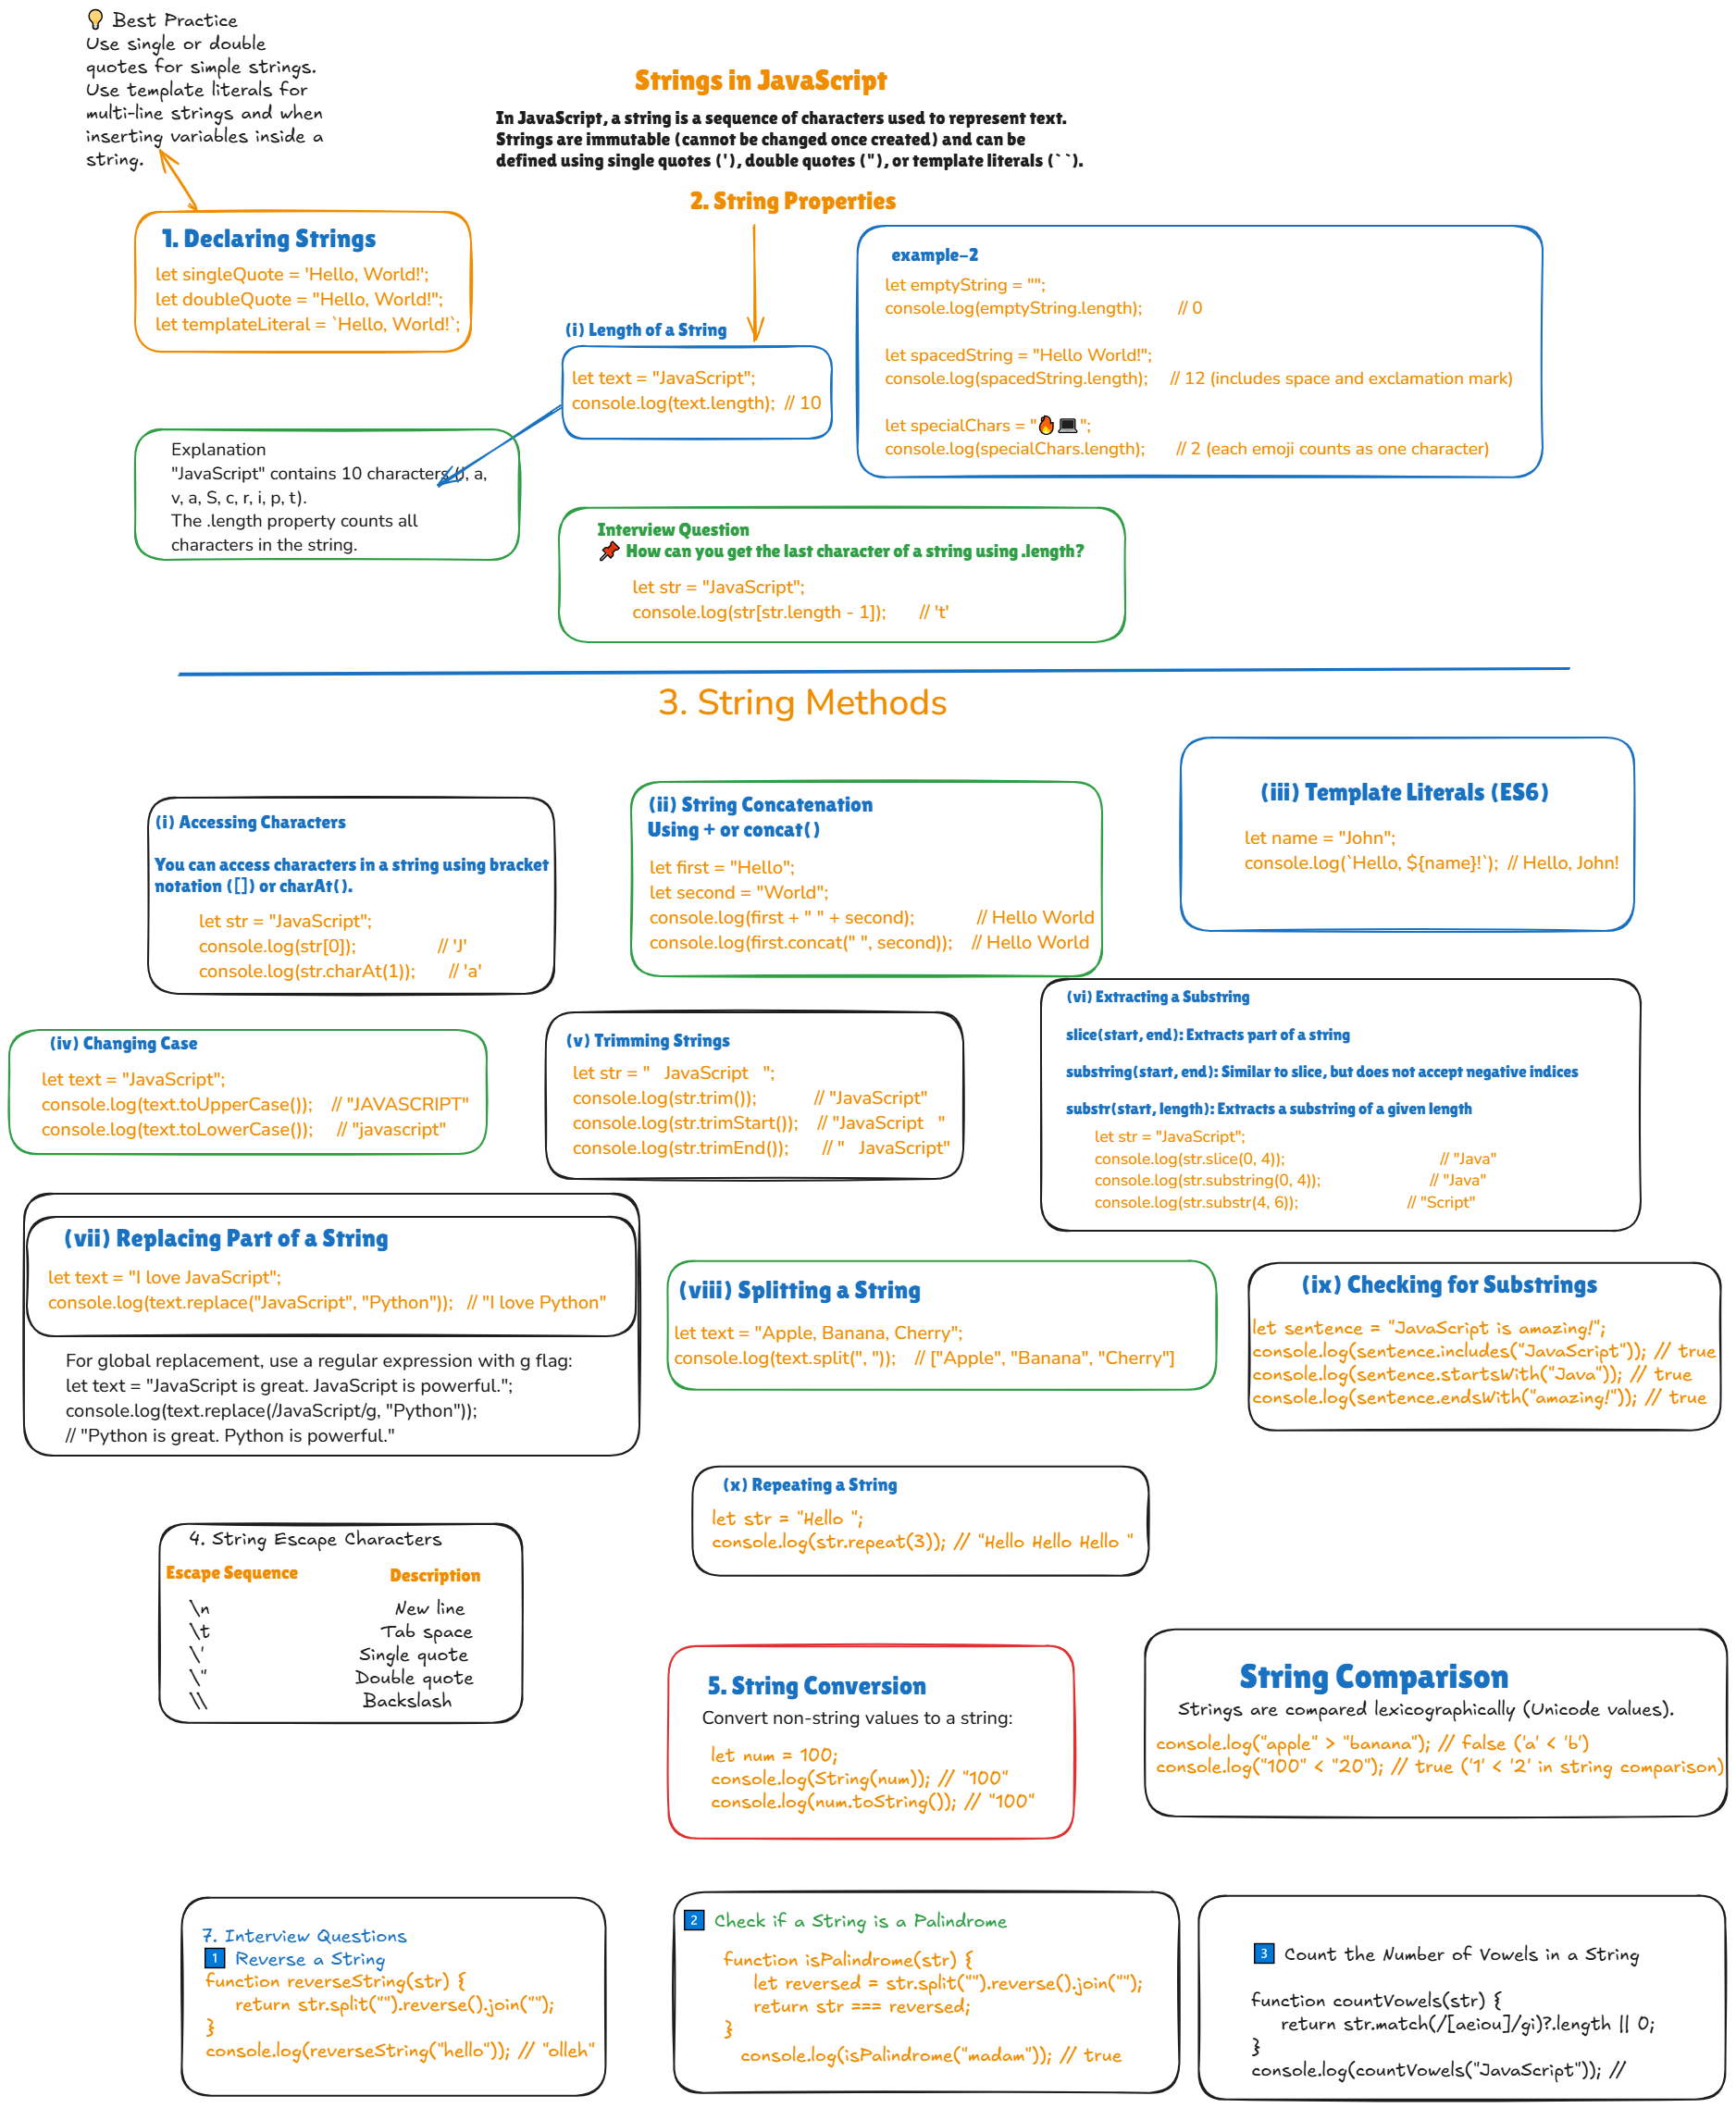 💡 Best Practice
Use single or double
quotes for simple strings.
Use template literals for
multi-line strings and when
inserting variables inside a
string.
Strings in JavaScript
In JavaScript, a string is a sequence of characters used to represent text.
Strings are immutable (cannot be changed once created) and can be
defined using single quotes ('), double quotes ("), or template literals (``).
1. Declaring Strings
let singleQuote = 'Hello, World!';
let doubleQuote = "Hello, World!";
let templateLiteral = `Hello, World!`;
2. String Properties
(i) Length of a String
let text = "JavaScript";
console.log(text.length); // 10
example-2
let emptyString = "";
console.log(emptyString.length); // 0
let spacedString = "Hello World!";
console.log(spacedString.length); // 12 (includes space and exclamation mark)
let specialChars = "🔥💻";
console.log(specialChars.length); // 2 (each emoji counts as one character)
Explanation
"JavaScript" contains 10 characters (J, a,
v, a, S, c, r, i, p, t).
The .length property counts all
characters in the string.
Interview Question
📌 How can you get the last character of a string using .length?
let str = "JavaScript";
console.log(str[str.length - 1]); // 't'
3. String Methods
(i) Accessing Characters
You can access characters in a string using bracket
notation ([]) or charAt().
let str = "JavaScript";
console.log(str[0]); // 'J'
console.log(str.charAt(1)); // 'a'
(ii) String Concatenation
Using + or concat()
let first = "Hello";
let second = "World";
console.log(first + " " + second); // Hello World
console.log(first.concat(" ", second)); // Hello World
(iii) Template Literals (ES6)
let name = "John";
console.log(`Hello, ${name}!`); // Hello, John!
(iv) Changing Case
let text = "JavaScript";
console.log(text.toUpperCase()); // "JAVASCRIPT"
console.log(text.toLowerCase()); // "javascript"
(v) Trimming Strings
let str = "   JavaScript   ";
console.log(str.trim()); // "JavaScript"
console.log(str.trimStart()); // "JavaScript   "
console.log(str.trimEnd()); // "   JavaScript"
(vi) Extracting a Substring
slice(start, end): Extracts part of a string
substring(start, end): Similar to slice, but does not accept negative indices
substr(start, length): Extracts a substring of a given length
let str = "JavaScript";
console.log(str.slice(0, 4)); // "Java"
console.log(str.substring(0, 4)); // "Java"
console.log(str.substr(4, 6)); // "Script"
(vii) Replacing Part of a String
let text = "I love JavaScript";
console.log(text.replace("JavaScript", "Python")); // "I love Python"
For global replacement, use a regular expression with g flag:
let text = "JavaScript is great. JavaScript is powerful.";
console.log(text.replace(/JavaScript/g, "Python"));
// "Python is great. Python is powerful."
(viii) Splitting a String
let text = "Apple, Banana, Cherry";
console.log(text.split(", ")); // ["Apple", "Banana", "Cherry"]
(ix) Checking for Substrings
let sentence = "JavaScript is amazing!";
console.log(sentence.includes("JavaScript")); // true
console.log(sentence.startsWith("Java")); // true
console.log(sentence.endsWith("amazing!")); // true
(x) Repeating a String
let str = "Hello ";
console.log(str.repeat(3)); // "Hello Hello Hello "
4. String Escape Characters
Escape Sequence Description
\n New line
\t Tab space
\' Single quote
\" Double quote
\\ Backslash
5. String Conversion
Convert non-string values to a string:
let num = 100;
console.log(String(num)); // "100"
console.log(num.toString()); // "100"
String Comparison
Strings are compared lexicographically (Unicode values).
console.log("apple" > "banana"); // false ('a' < 'b')
console.log("100" < "20"); // true ('1' < '2' in string comparison)
7. Interview Questions
1 Reverse a String
function reverseString(str) {
return str.split("").reverse().join("");
}
console.log(reverseString("hello")); // "olleh"
2 Check if a String is a Palindrome
function isPalindrome(str) {
let reversed = str.split("").reverse().join("");
return str === reversed;
}
console.log(isPalindrome("madam")); // true
3 Count the Number of Vowels in a String
function countVowels(str) {
return str.match(/[aeiou]/gi)?.length || 0;
}
console.log(countVowels("JavaScript")); //